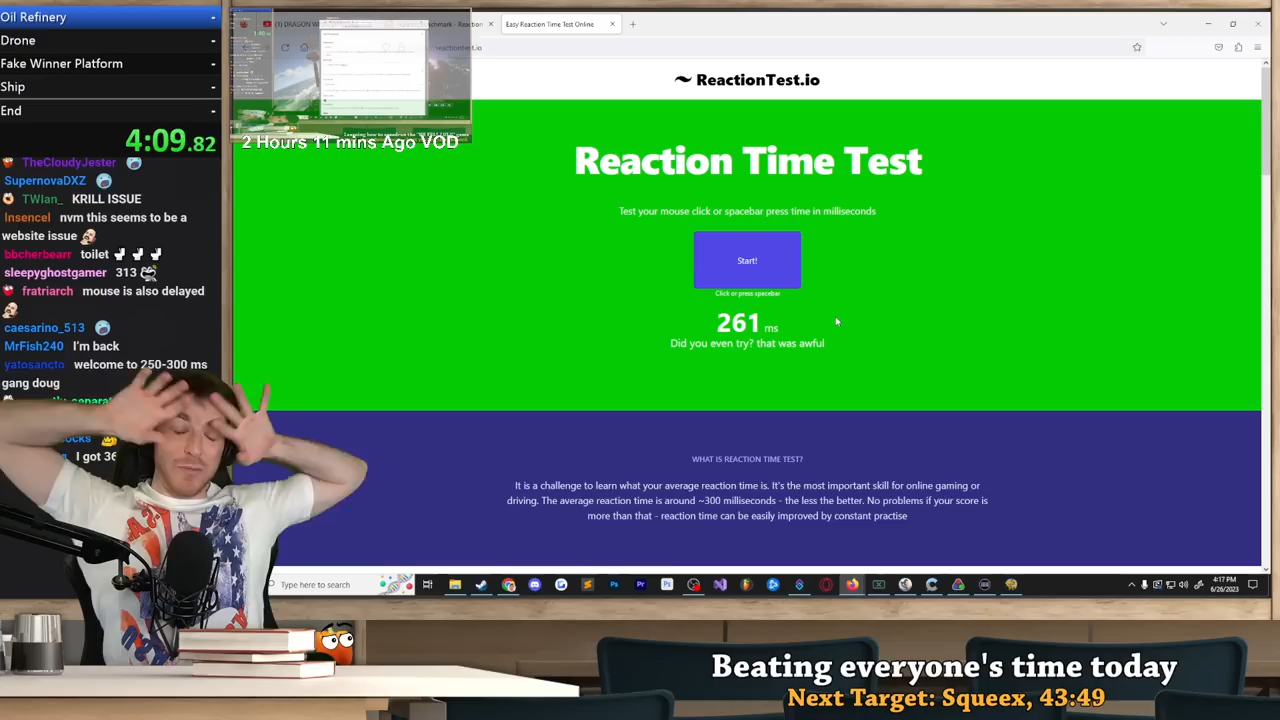 Oil Refinery
Drone
Fake Winner Platform
Ship
End
4:09.82
TheCloudyJester
SupernovaDXZ
TWlan_ KRILL ISSUE
Insencel nvm this seems to be a
website issue
bbcherbearr toilet
sleepyghostgamer 313
fratriarch mouse is also delayed
caesarino_513
MrFish240 I'm back
yatosancto welcome to 250-300 ms
gang doug
I got 36
2 Hours 11 mins Ago VOD
(1) DRAGON
Reaction
Easy Reaction Time Test Online
reactiontest.io
ReactionTest.io
Reaction Time Test
Test your mouse click or spacebar press time in milliseconds
Start!
Click or press spacebar
261 ms
Did you even try? that was awful
WHAT IS REACTION TIME TEST?
It is a challenge to learn what your average reaction time is. It's the most important skill for online gaming or
driving. The average reaction time is around ~300 milliseconds - the less the better. No problems if your score is
more than that - reaction time can be easily improved by constant practise
Type here to search
4:17 PM
6/26/2023
Beating everyone's time today
Next Target: Squeex, 43:49